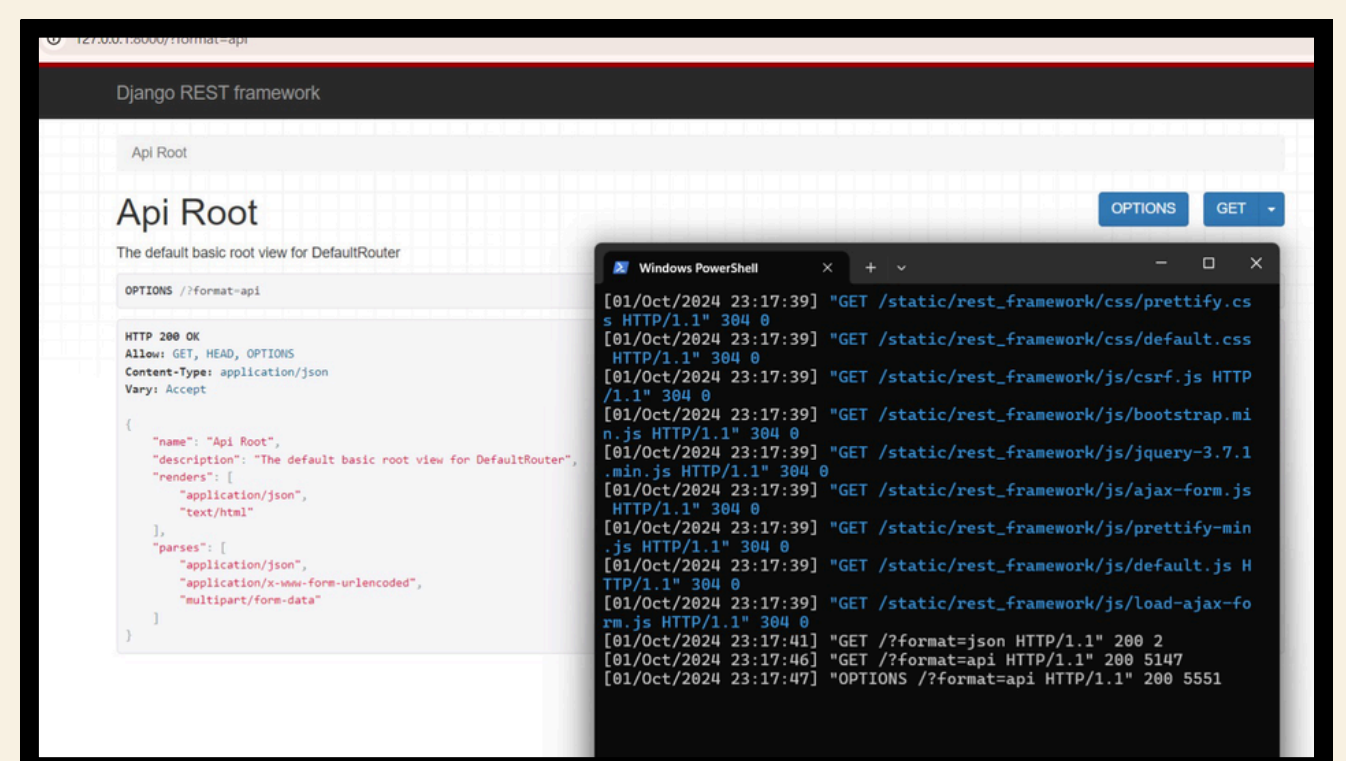 127.0.0.1:8000/?format=api
Django REST framework
Api Root
Api Root
OPTIONS
GET
The default basic root view for DefaultRouter
OPTIONS /?format=api
HTTP 200 OK
Allow: GET, HEAD, OPTIONS
Content-Type: application/json
Vary: Accept
{
    "name": "Api Root",
    "description": "The default basic root view for DefaultRouter",
    "renders": [
        "application/json",
        "text/html"
    ],
    "parses": [
        "application/json",
        "application/x-www-form-urlencoded",
        "multipart/form-data"
    ]
}
Windows PowerShell
[01/Oct/2024 23:17:39] "GET /static/rest_framework/css/prettify.cs
s HTTP/1.1" 304 0
[01/Oct/2024 23:17:39] "GET /static/rest_framework/css/default.css
 HTTP/1.1" 304 0
[01/Oct/2024 23:17:39] "GET /static/rest_framework/js/csrf.js HTTP
/1.1" 304 0
[01/Oct/2024 23:17:39] "GET /static/rest_framework/js/bootstrap.mi
n.js HTTP/1.1" 304 0
[01/Oct/2024 23:17:39] "GET /static/rest_framework/js/jquery-3.7.1
.min.js HTTP/1.1" 304 0
[01/Oct/2024 23:17:39] "GET /static/rest_framework/js/ajax-form.js
 HTTP/1.1" 304 0
[01/Oct/2024 23:17:39] "GET /static/rest_framework/js/prettify-min
.js HTTP/1.1" 304 0
[01/Oct/2024 23:17:39] "GET /static/rest_framework/js/default.js H
TTP/1.1" 304 0
[01/Oct/2024 23:17:39] "GET /static/rest_framework/js/load-ajax-fo
rm.js HTTP/1.1" 304 0
[01/Oct/2024 23:17:41] "GET /?format=json HTTP/1.1" 200 2
[01/Oct/2024 23:17:46] "GET /?format=api HTTP/1.1" 200 5147
[01/Oct/2024 23:17:47] "OPTIONS /?format=api HTTP/1.1" 200 5551